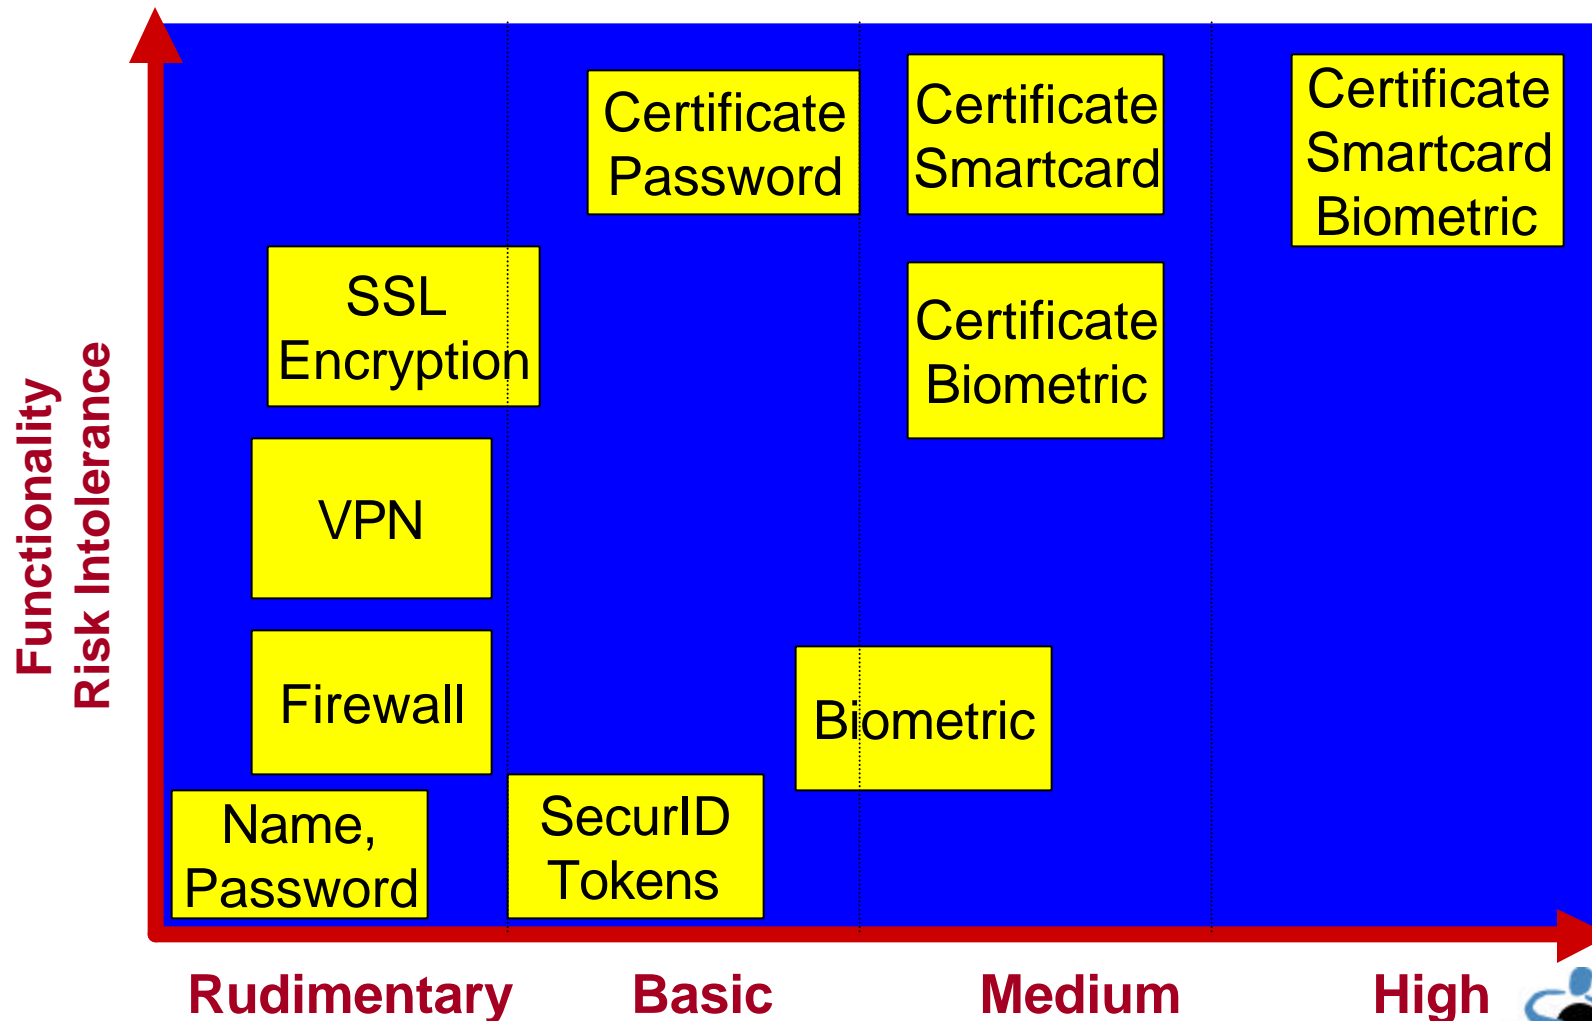 Certificate
Password
Certificate
Smartcard
Certificate
Smartcard
Biometric
SSL
Encryption
Certificate
Biometric
VPN
Firewall
Biometric
Name,
Password
SecurID
Tokens
Functionality
Risk Intolerance
Rudimentary
Basic
Medium
High